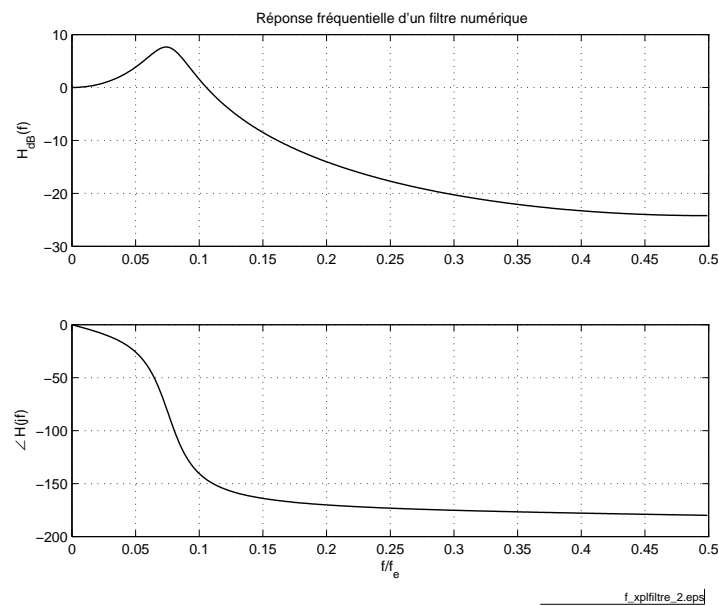 Réponse fréquentielle d'un filtre numérique
10
0
−10
−20
−30
H_dB(f)
0 0.05 0.1 0.15 0.2 0.25 0.3 0.35 0.4 0.45 0.5
0
−50
−100
−150
−200
∠ H(jf)
0 0.05 0.1 0.15 0.2 0.25 0.3 0.35 0.4 0.45 0.5
f/f_e
f_xplfiltre_2.eps